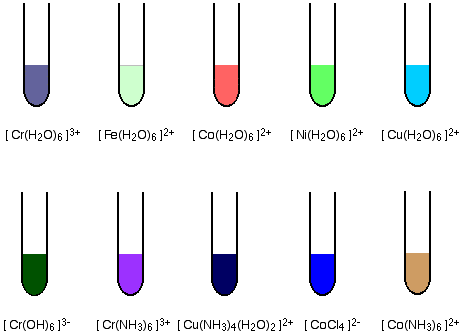 [Cr(H2O)6]3+ [Fe(H2O)6]2+ [Co(H2O)6]2+ [Ni(H2O)6]2+ [Cu(H2O)6]2+
[Cr(OH)6]3- [Cr(NH3)6]3+ [Cu(NH3)4(H2O)2]2+ [CoCl4]2- [Co(NH3)6]2+